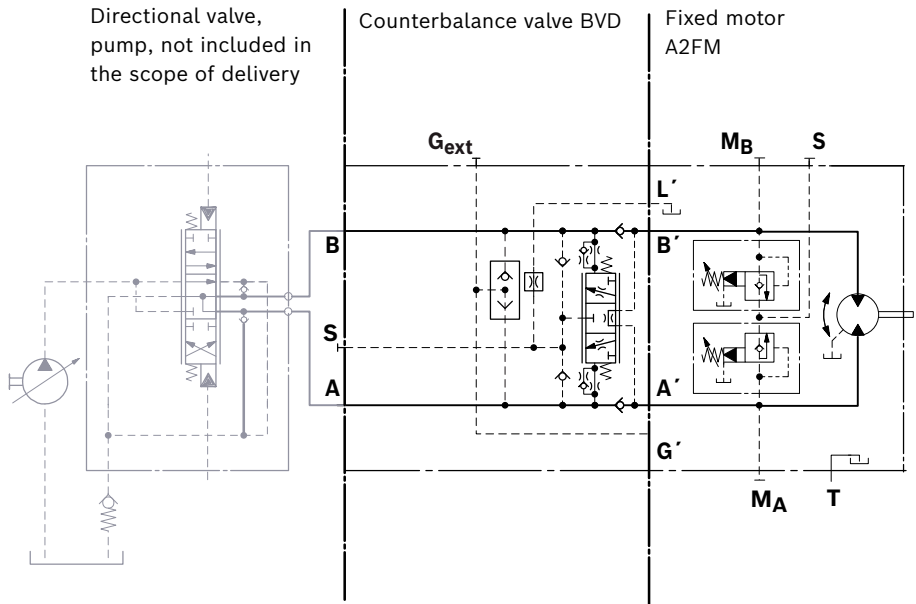 Directional valve,
pump, not included in
the scope of delivery
Counterbalance valve BVD
Fixed motor
A2FM
Gext
MB
S
L´
B
B´
S
A
A´
G´
MA
T